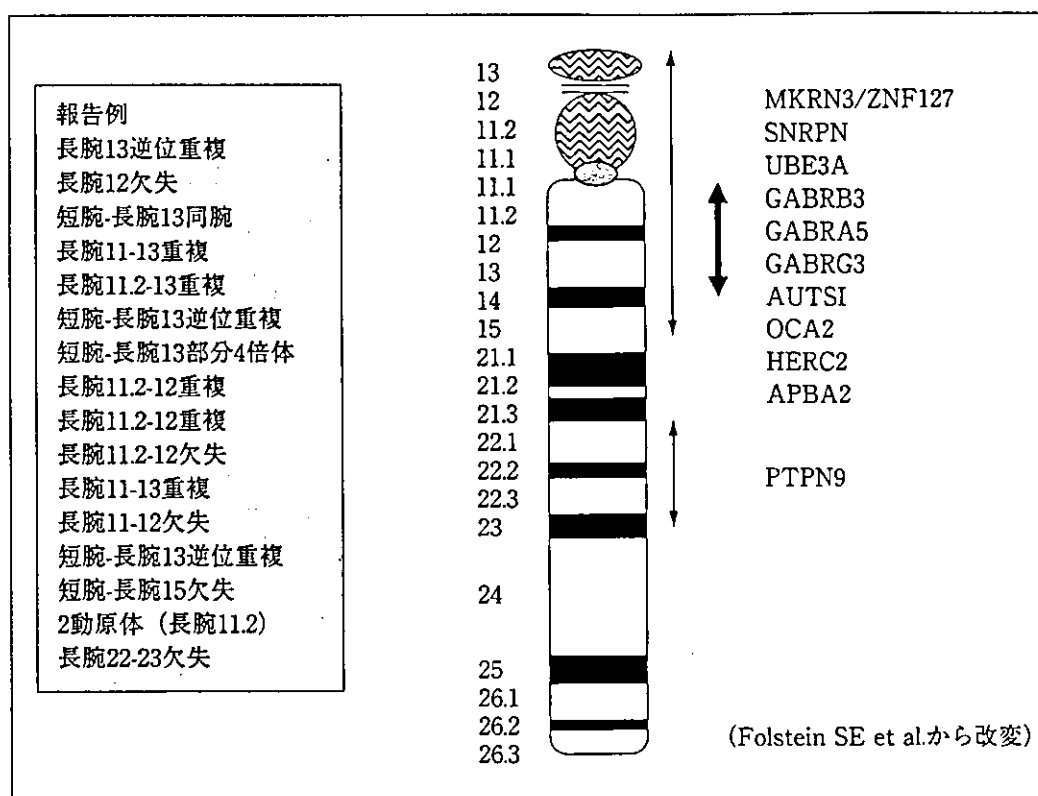 報告例
長腕13逆位重複
長腕12欠失
短腕-長腕13同腕
長腕11-13重複
長腕11.2-13重複
短腕-長腕13逆位重複
短腕-長腕13部分4倍体
長腕11.2-12重複
長腕11.2-12重複
長腕11.2-12欠失
長腕11-13重複
長腕11-12欠失
短腕-長腕13逆位重複
短腕-長腕15欠失
2動原体（長腕11.2）
長腕22-23欠失
13
12
11.2
11.1
11.1
11.2
12
13
14
15
21.1
21.2
21.3
22.1
22.2
22.3
23
24
25
26.1
26.2
26.3
MKRN3/ZNF127
SNRPN
UBE3A
GABRB3
GABRA5
GABRG3
AUTSI
OCA2
HERC2
APBA2
PTPN9
(Folstein SE et al.から改変）